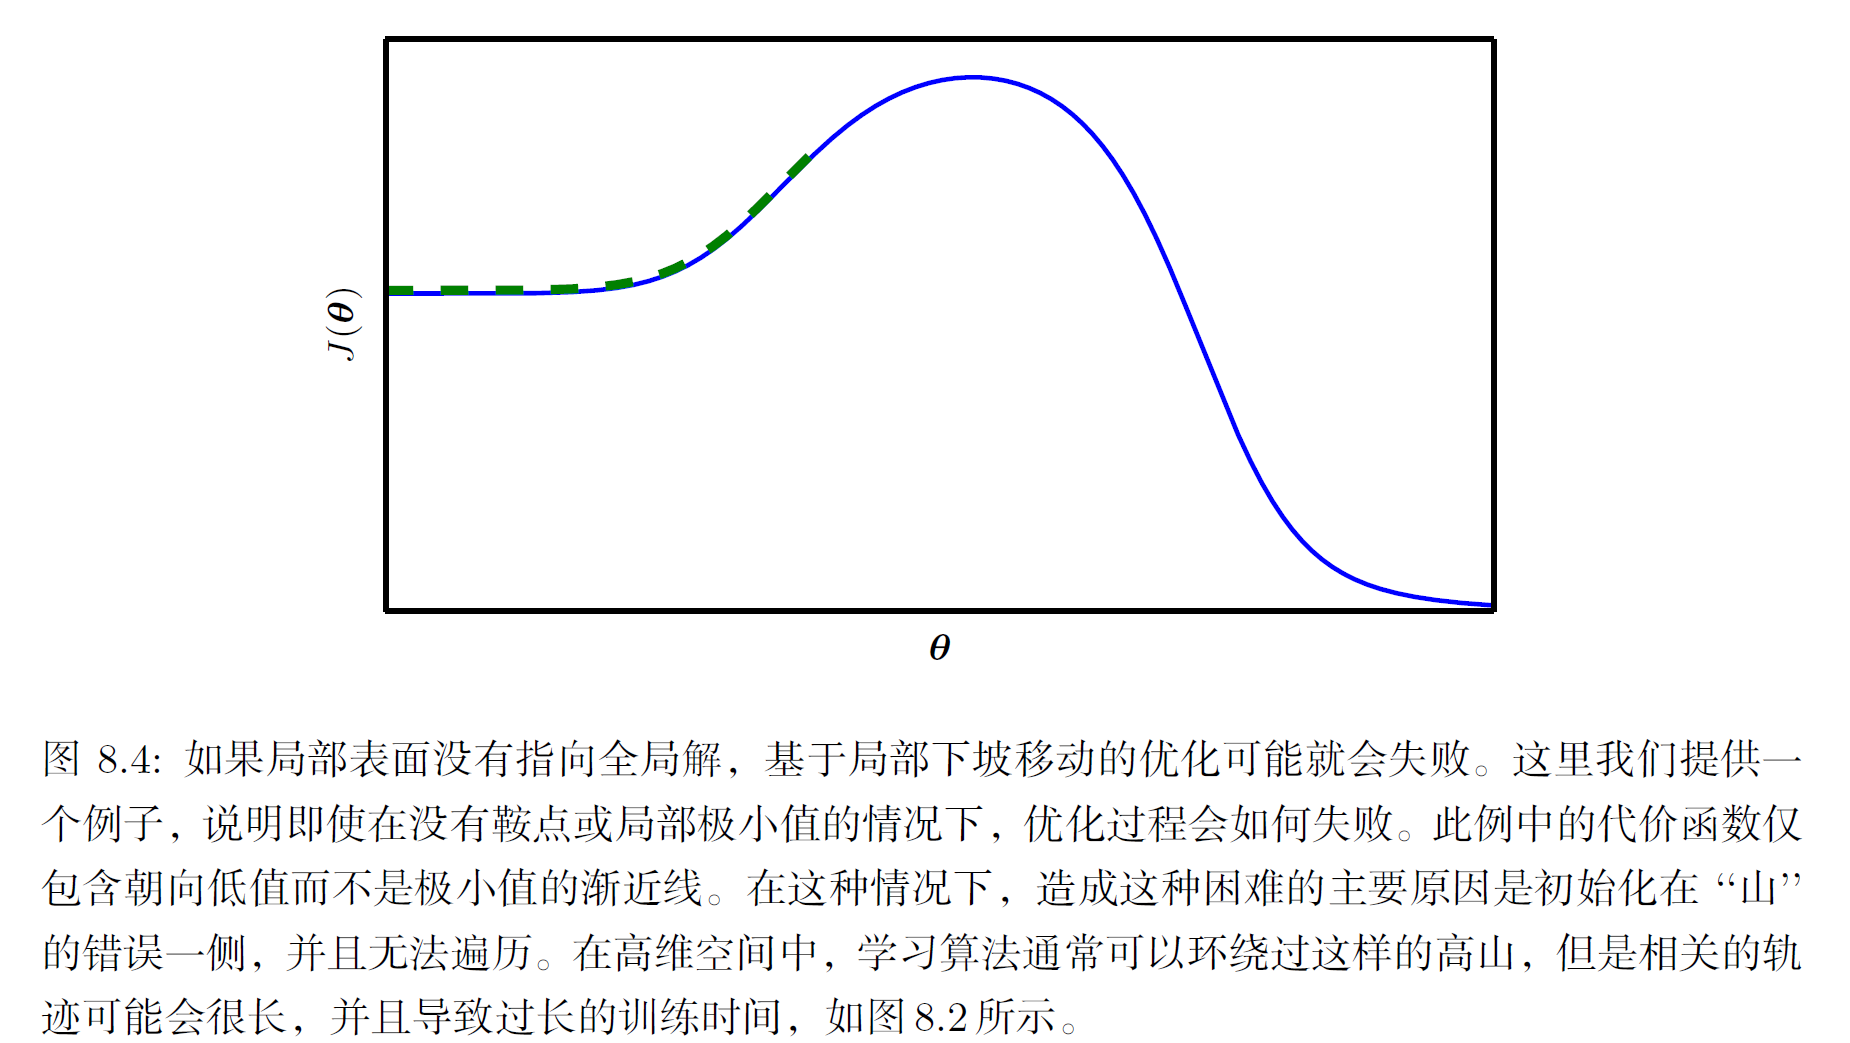 J(θ)
θ
图 8.4: 如果局部表面没有指向全局解，基于局部下坡移动的优化可能就会失败。这里我们提供一
个例子，说明即使在没有鞍点或局部极小值的情况下，优化过程会如何失败。此例中的代价函数仅
包含朝向低值而不是极小值的渐近线。在这种情况下，造成这种困难的主要原因是初始化在 “山”
的错误一侧，并且无法遍历。在高维空间中，学习算法通常可以环绕过这样的高山，但是相关的轨
迹可能会很长，并且导致过长的训练时间，如图 8.2 所示。